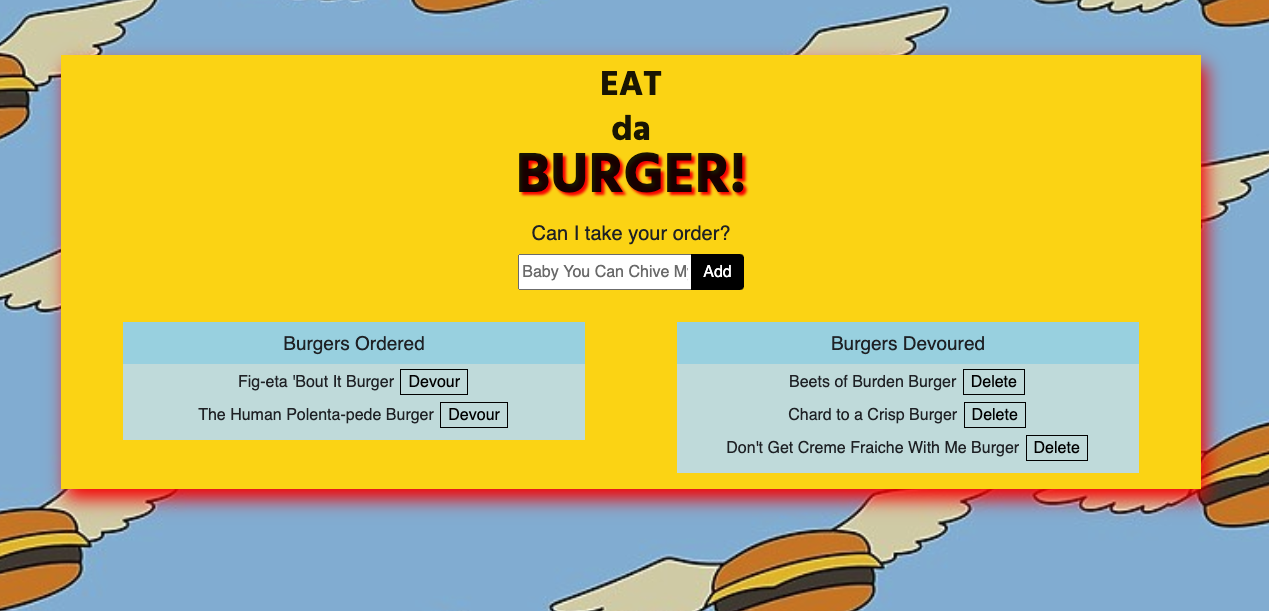 EAT
da
BURGER!
Can I take your order?
Baby You Can Chive M
Add
Burgers Ordered
Fig-eta 'Bout It Burger Devour
The Human Polenta-pede Burger Devour
Burgers Devoured
Beets of Burden Burger Delete
Chard to a Crisp Burger Delete
Don't Get Creme Fraiche With Me Burger Delete